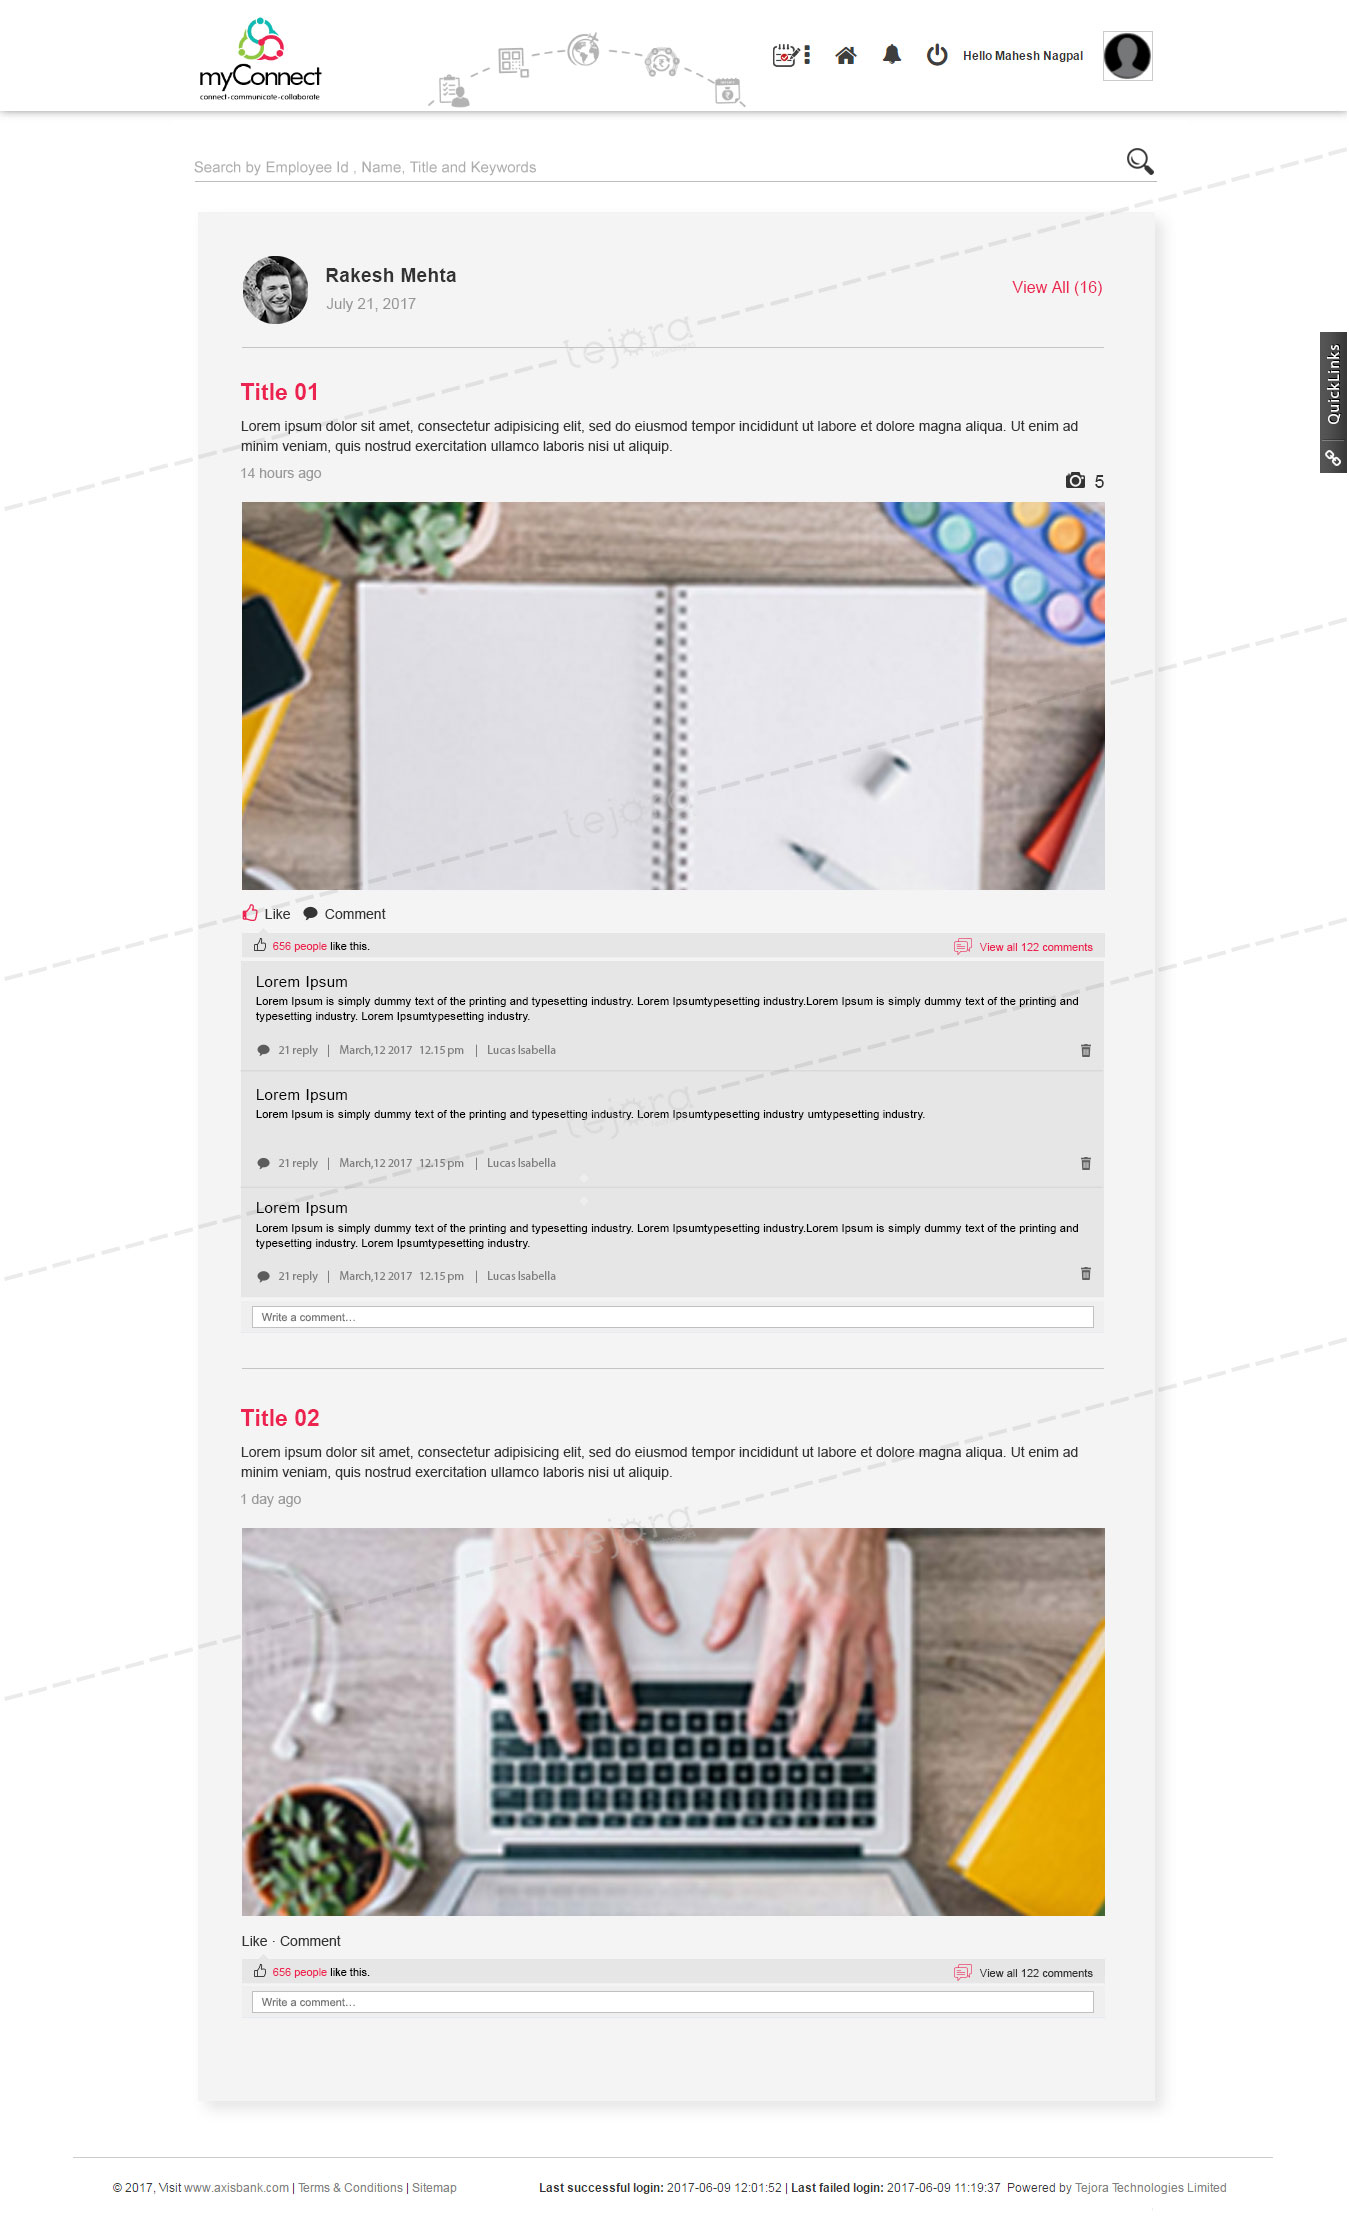 myConnect
connect-communicate-collaborate
Hello Mahesh Nagpal
Search by Employee Id , Name, Title and Keywords
Rakesh Mehta
July 21, 2017
View All (16)
QuickLinks
tejora
Technologies
Title 01
Lorem ipsum dolor sit amet, consectetur adipisicing elit, sed do eiusmod tempor incididunt ut labore et dolore magna aliqua. Ut enim ad
minim veniam, quis nostrud exercitation ullamco laboris nisi ut aliquip.
14 hours ago
5
tejora
Like Comment
656 people like this.
View all 122 comments
Lorem Ipsum
Lorem Ipsum is simply dummy text of the printing and typesetting industry. Lorem Ipsumtypesetting industry.Lorem Ipsum is simply dummy text of the printing and
typesetting industry. Lorem Ipsumtypesetting industry.
21 reply | March,12 2017 12.15 pm | Lucas Isabella
Lorem Ipsum
tejora
Lorem Ipsum is simply dummy text of the printing and typesetting industry. Lorem Ipsumtypesetting industry umtypesetting industry.
21 reply | March,12 2017 12.15 pm | Lucas Isabella
Lorem Ipsum
Lorem Ipsum is simply dummy text of the printing and typesetting industry. Lorem Ipsumtypesetting industry.Lorem Ipsum is simply dummy text of the printing and
typesetting industry. Lorem Ipsumtypesetting industry.
21 reply | March,12 2017 12.15 pm | Lucas Isabella
Write a comment...
Title 02
Lorem ipsum dolor sit amet, consectetur adipisicing elit, sed do eiusmod tempor incididunt ut labore et dolore magna aliqua. Ut enim ad
minim veniam, quis nostrud exercitation ullamco laboris nisi ut aliquip.
1 day ago
tejora
Like · Comment
656 people like this.
View all 122 comments
Write a comment...
© 2017, Visit www.axisbank.com | Terms & Conditions | Sitemap
Last successful login: 2017-06-09 12:01:52 | Last failed login: 2017-06-09 11:19:37 Powered by Tejora Technologies Limited